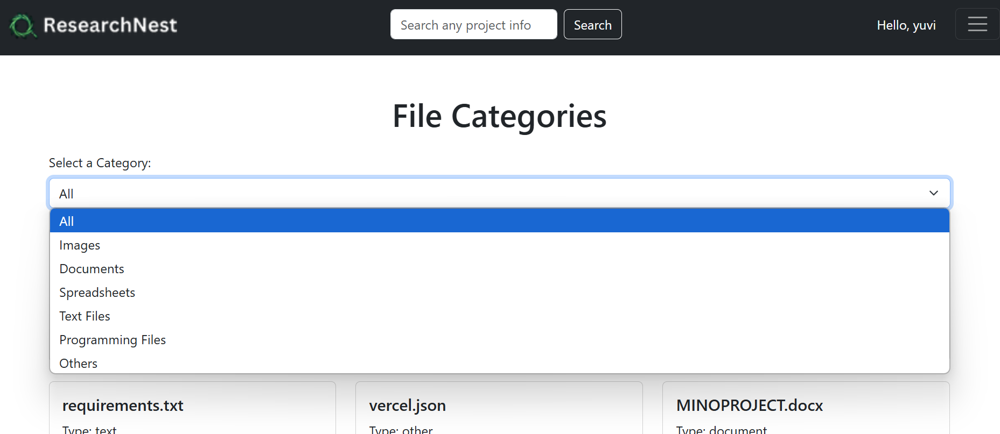 ResearchNest
Search any project info
Search
Hello, yuvi
File Categories
Select a Category:
All
All
Images
Documents
Spreadsheets
Text Files
Programming Files
Others
requirements.txt
Type: text
vercel.json
Type: other
MINOPROJECT.docx
Type: document